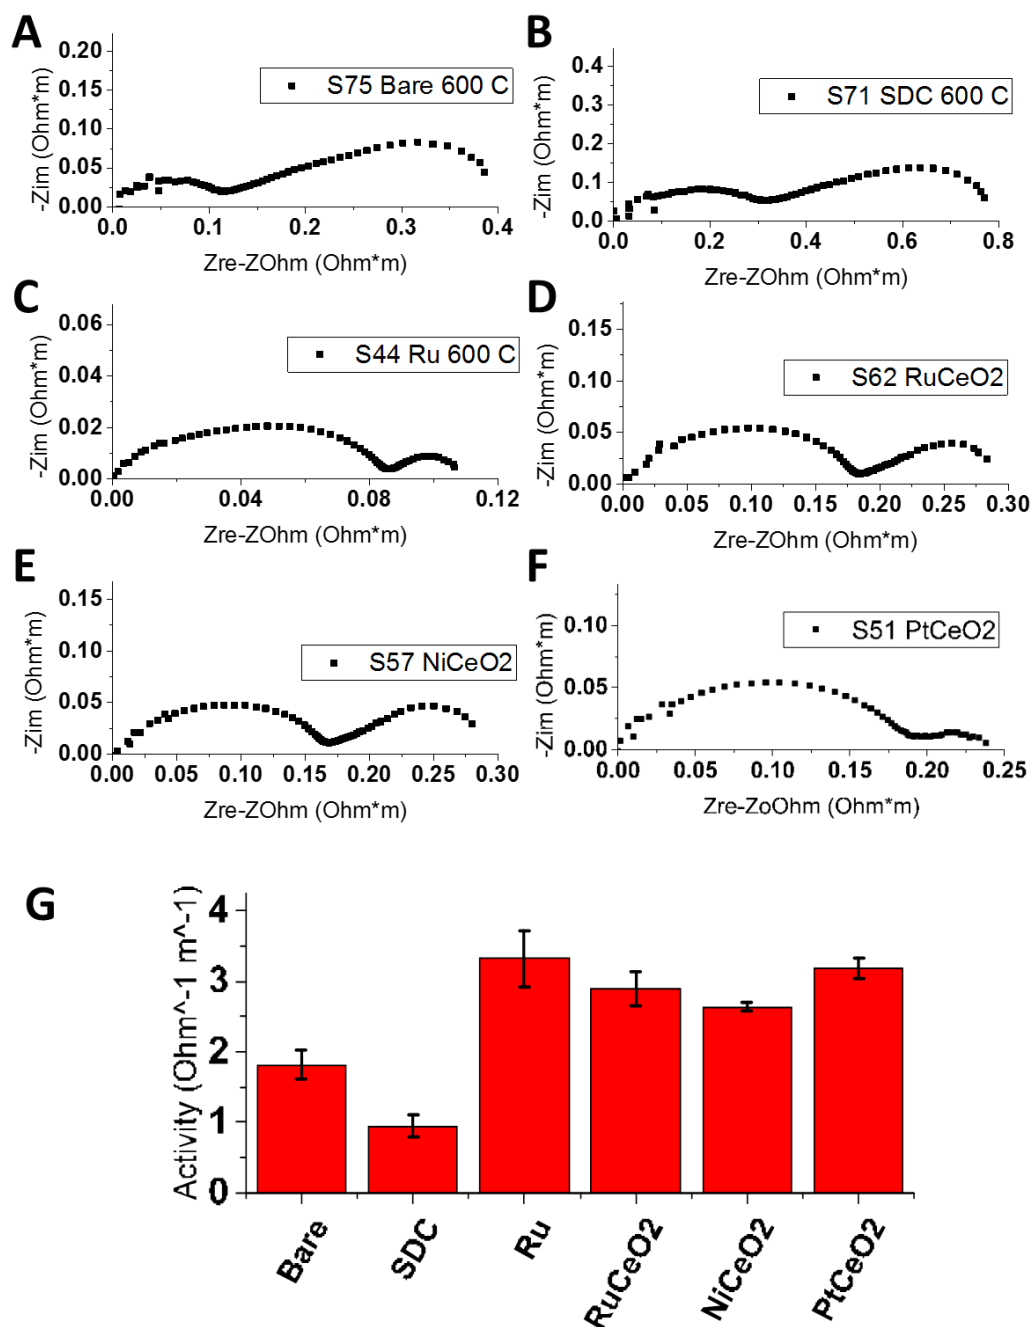 A
0.20
0.15
0.10
0.05
0.00
-Zim (Ohm*m)
S75 Bare 600 C
0.0 0.1 0.2 0.3 0.4
Zre-ZOhm (Ohm*m)
B
0.4
0.3
0.2
0.1
0.0
-Zim (Ohm*m)
S71 SDC 600 C
0.0 0.2 0.4 0.6 0.8
Zre-ZOhm (Ohm*m)
C
0.06
0.04
0.02
0.00
-Zim (Ohm*m)
S44 Ru 600 C
0.00 0.04 0.08 0.12
Zre-ZOhm (Ohm*m)
D
0.15
0.10
0.05
0.00
-Zim (Ohm*m)
S62 RuCeO2
0.00 0.05 0.10 0.15 0.20 0.25 0.30
Zre-ZOhm (Ohm*m)
E
0.15
0.10
0.05
0.00
-Zim (Ohm*m)
S57 NiCeO2
0.00 0.05 0.10 0.15 0.20 0.25 0.30
Zre-ZOhm (Ohm*m)
F
0.10
0.05
0.00
-Zim (Ohm*m)
S51 PtCeO2
0.00 0.05 0.10 0.15 0.20 0.25
Zre-ZoOhm (Ohm*m)
G
4
3
2
1
0
Activity (Ohm^-1 m^-1)
Bare
SDC
Ru
RuCeO2
NiCeO2
PtCeO2